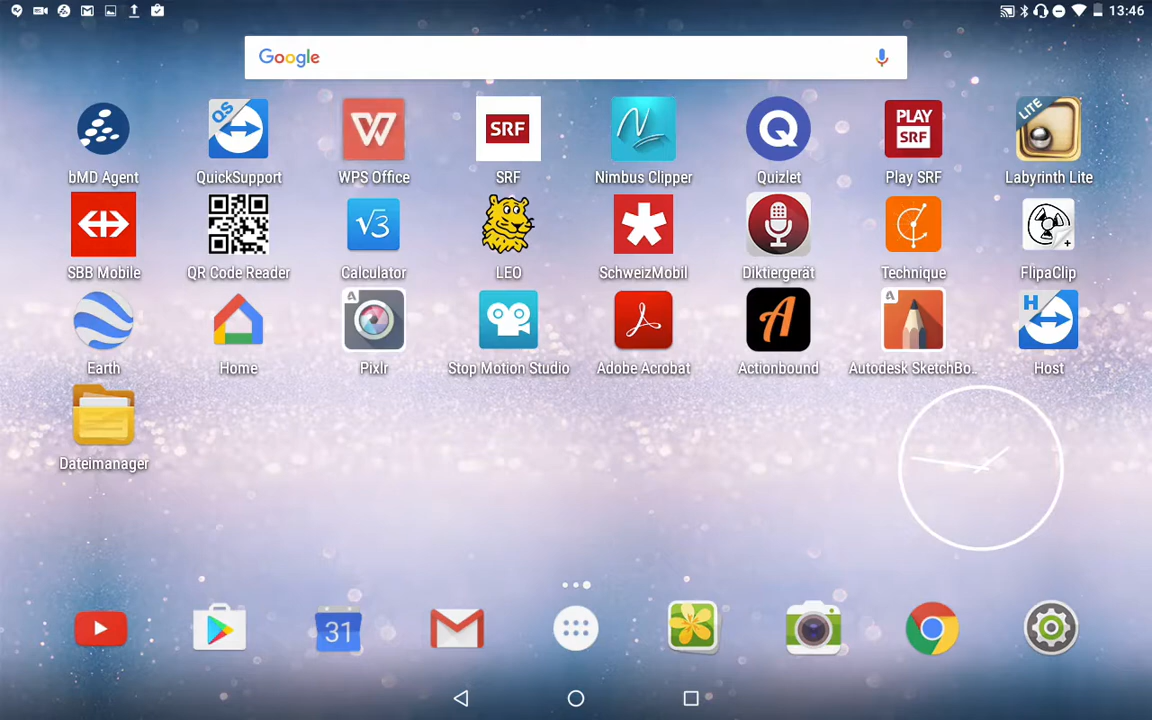 13:46
Google
QS
W
SRF
N
Q
PLAY
SRF
LITE
bMD Agent
QuickSupport
WPS Office
SRF
Nimbus Clipper
Quizlet
Play SRF
Labyrinth Lite
√3
SBB Mobile
QR Code Reader
Calculator
LEO
SchweizMobil
Diktiergerät
Technique
FlipaClip
A
A
A
H
Earth
Home
Pixlr
Stop Motion Studio
Adobe Acrobat
Actionbound
Autodesk SketchBo..
Host
Dateimanager
31